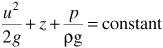 u²/2g + z + p/ρg = constant